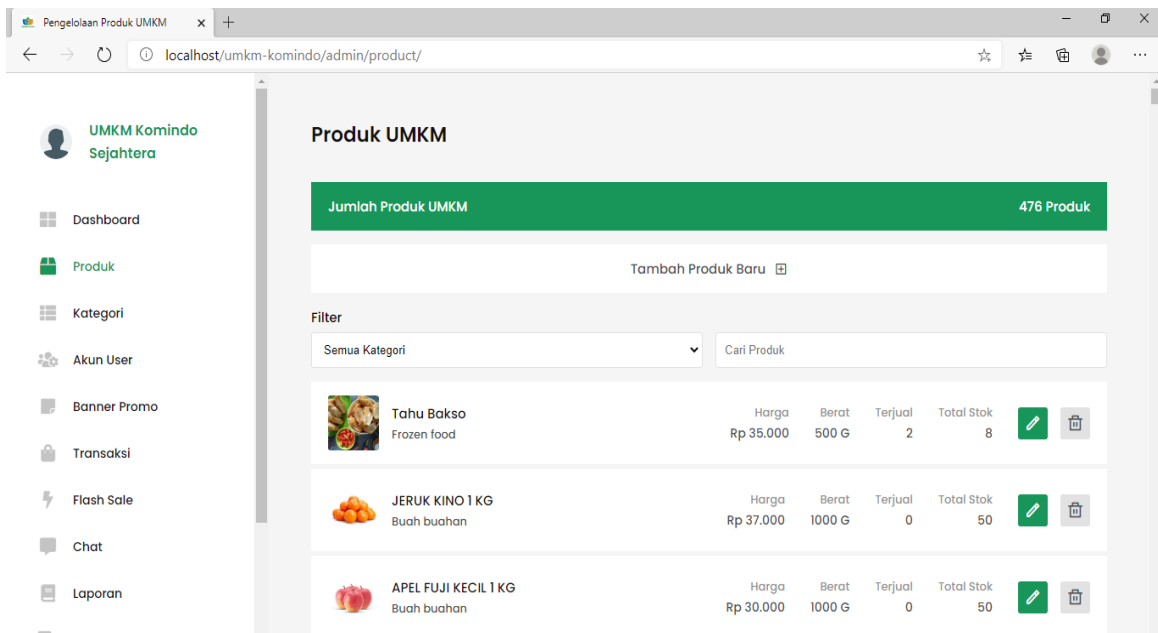 Pengelolaan Produk UMKM
localhost/umkm-komindo/admin/product/
UMKM Komindo
Sejahtera
Dashboard
Produk
Kategori
Akun User
Banner Promo
Transaksi
Flash Sale
Chat
Laporan
Produk UMKM
Jumlah Produk UMKM 476 Produk
Tambah Produk Baru
Filter
Semua Kategori Cari Produk
Tahu Bakso Harga Berat Terjual Total Stok
Frozen food Rp 35.000 500 G 2 8
JERUK KINO 1 KG Harga Berat Terjual Total Stok
Buah buahan Rp 37.000 1000 G 0 50
APEL FUJI KECIL 1 KG Harga Berat Terjual Total Stok
Buah buahan Rp 30.000 1000 G 0 50